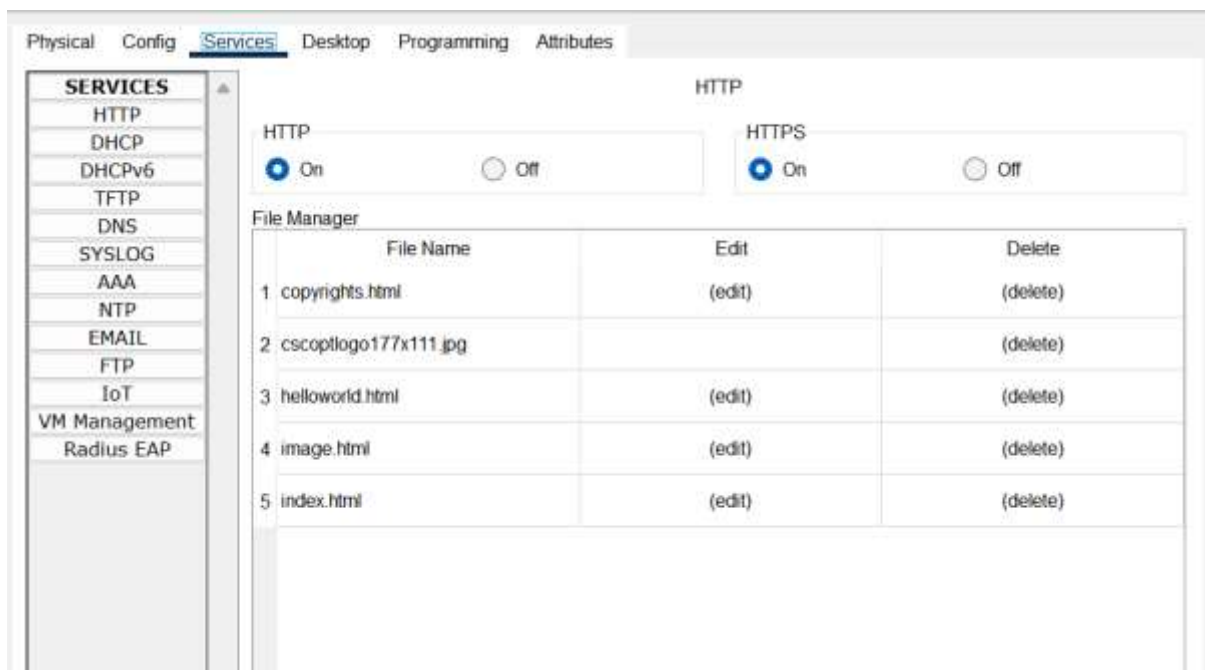 Physical Config Services Desktop Programming Attributes
SERVICES
HTTP
DHCP
DHCPv6
TFTP
DNS
SYSLOG
AAA
NTP
EMAIL
FTP
IoT
VM Management
Radius EAP
HTTP
HTTP
On Off
HTTPS
On Off
File Manager
File Name Edit Delete
1 copyrights.html (edit) (delete)
2 cscoptlogo177x111.jpg (delete)
3 helloworld.html (edit) (delete)
4 image.html (edit) (delete)
5 index.html (edit) (delete)